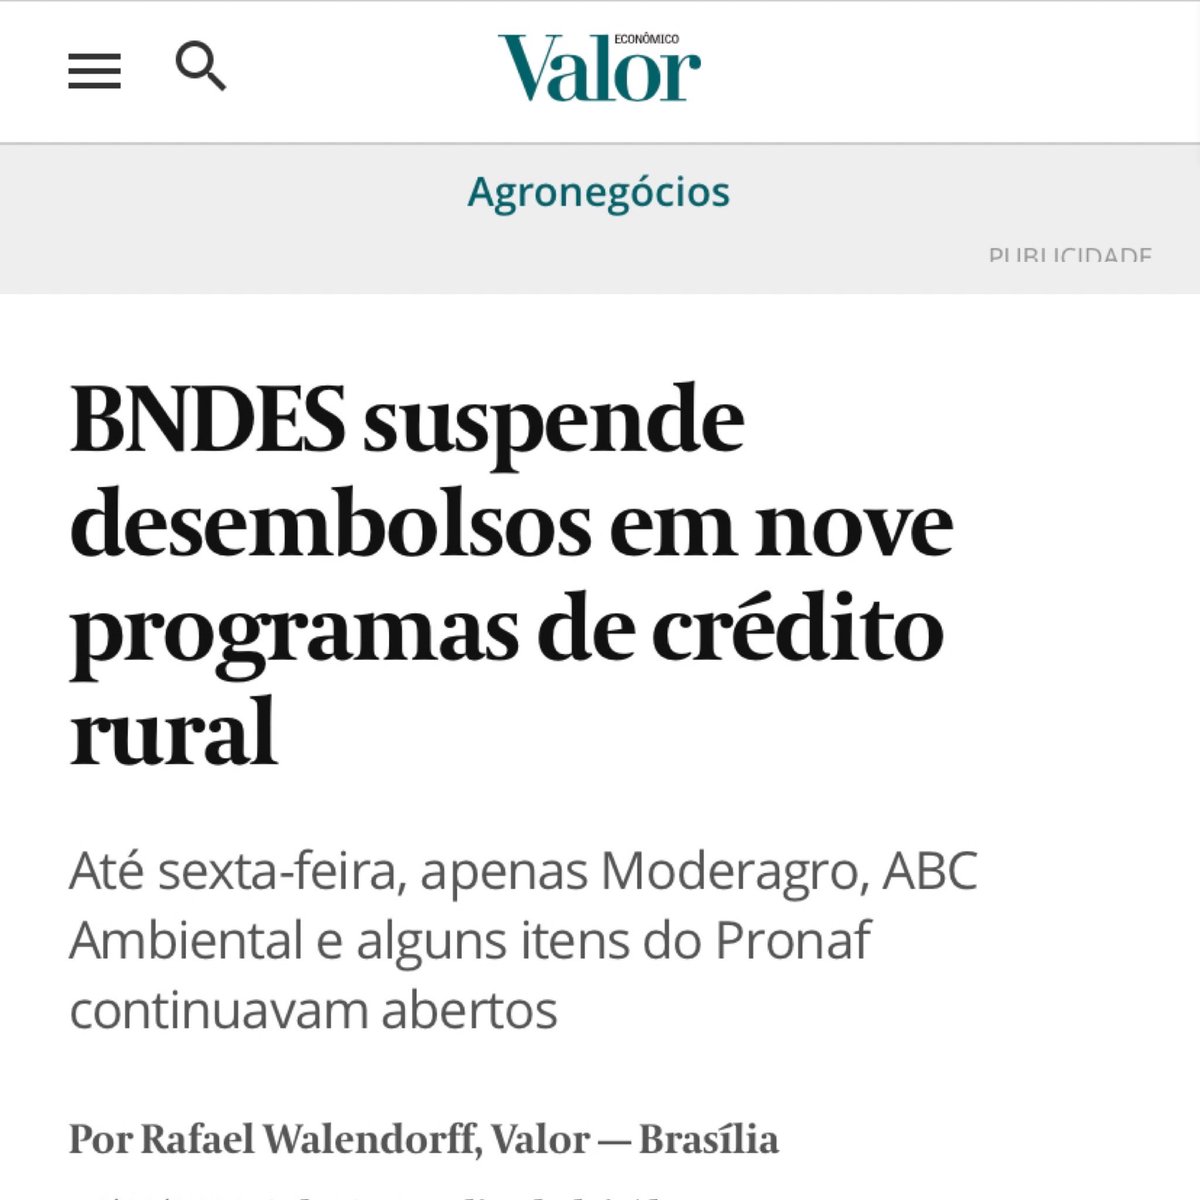 ECONÔMICO
Valor
Agronegócios
PUBLICIDADE
BNDES suspende
desembolsos em nove
programas de crédito
rural
Até sexta-feira, apenas Moderagro, ABC
Ambiental e alguns itens do Pronaf
continuavam abertos
Por Rafael Walendorff, Valor — Brasília